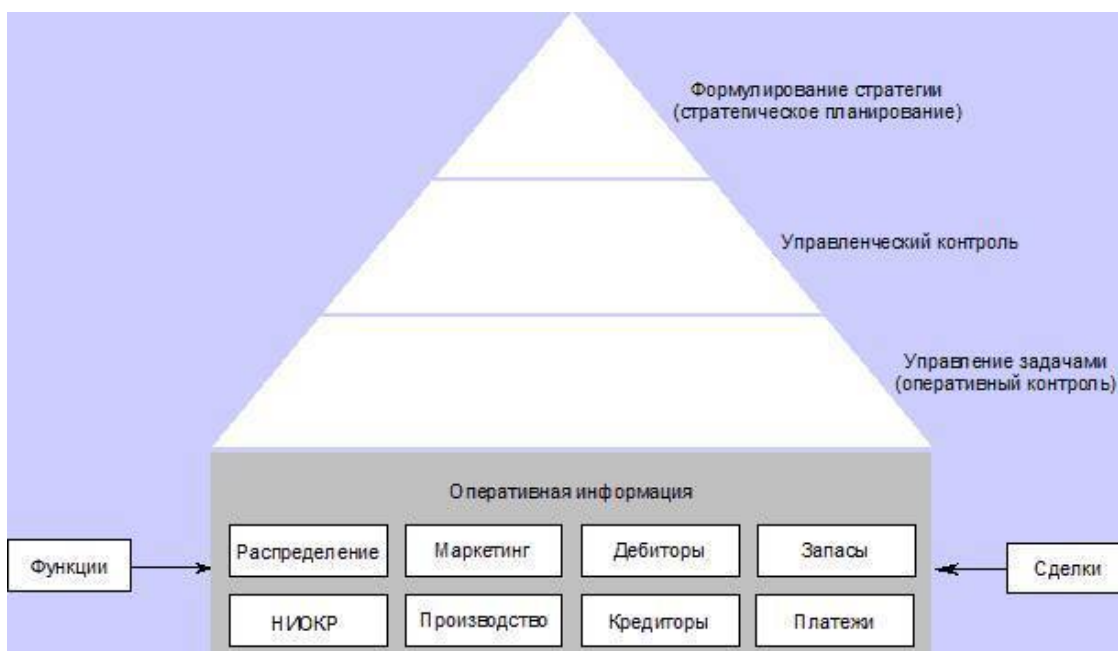 Формулирование стратегии
(стратегическое планирование)
Управленческий контроль
Управление задачами
(оперативный контроль)
Оперативная информация
Распределение
Маркетинг
Дебиторы
Запасы
Функции
Сделки
НИОКР
Производство
Кредиторы
Платежи